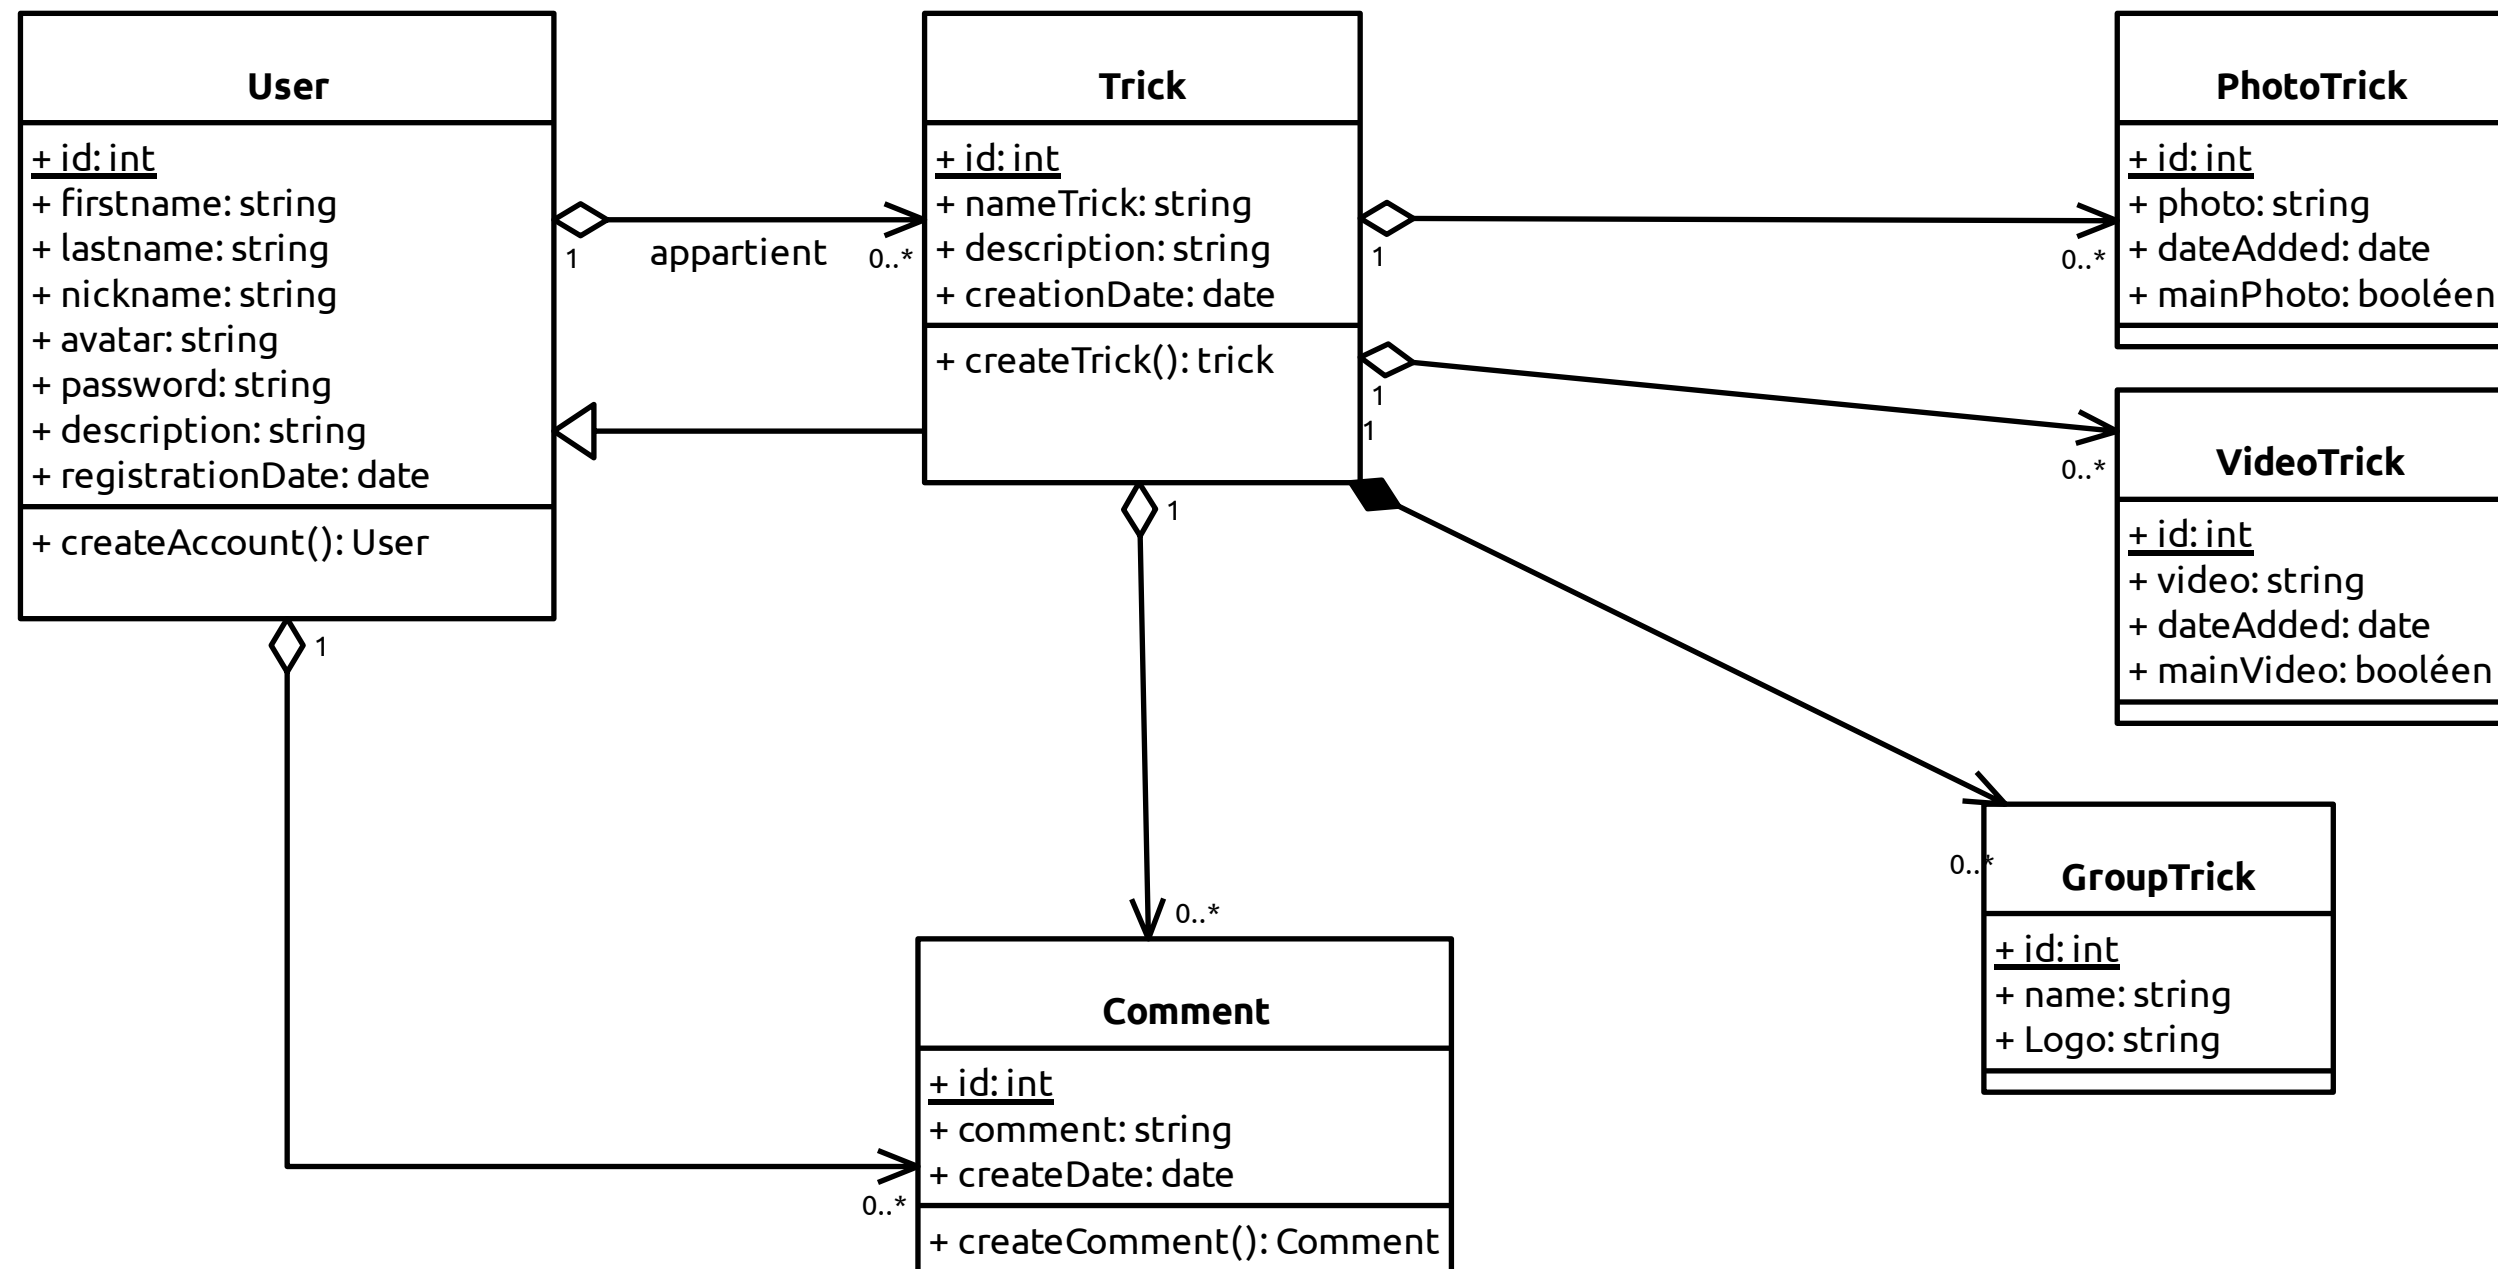 User
+ id: int
+ firstname: string
+ lastname: string
+ nickname: string
+ avatar: string
+ password: string
+ description: string
+ registrationDate: date
+ createAccount(): User
1
appartient
0..*
1
Trick
+ id: int
+ nameTrick: string
+ description: string
+ creationDate: date
+ createTrick(): trick
1
0..*
1
0..*
1
0..*
1
0..*
PhotoTrick
+ id: int
+ photo: string
+ dateAdded: date
+ mainPhoto: booléen
VideoTrick
+ id: int
+ video: string
+ dateAdded: date
+ mainVideo: booléen
GroupTrick
+ id: int
+ name: string
+ Logo: string
0..*
Comment
+ id: int
+ comment: string
+ createDate: date
+ createComment(): Comment